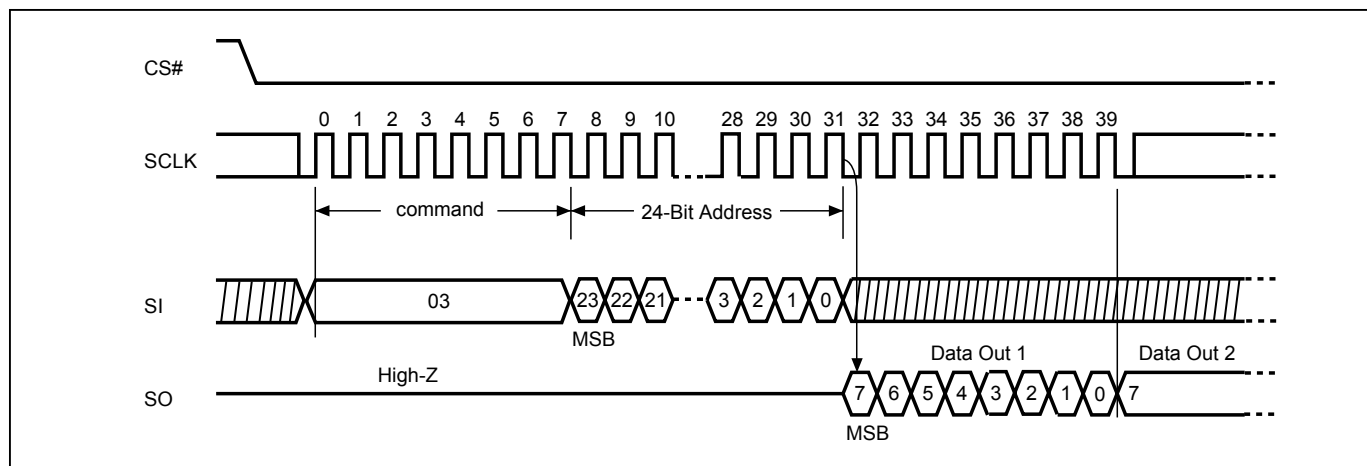 CS#
0 1 2 3 4 5 6 7 8 9 10 28 29 30 31 32 33 34 35 36 37 38 39
SCLK
command 24-Bit Address
SI 03 23 22 21 3 2 1 0
MSB
Data Out 1 Data Out 2
High-Z
SO 7 6 5 4 3 2 1 0 7
MSB